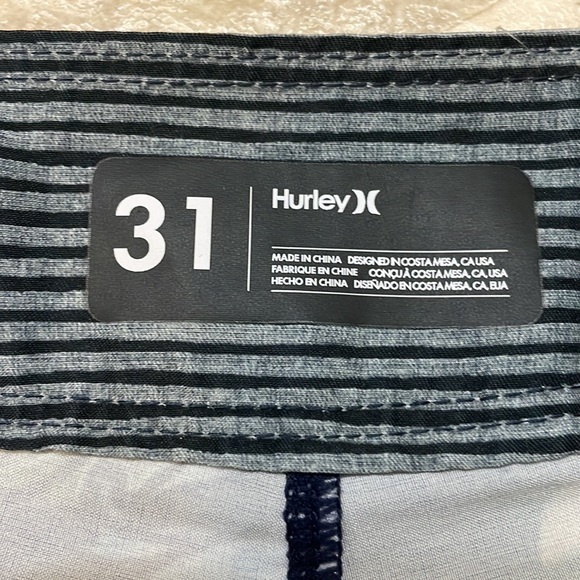 31
Hurley
MADE IN CHINA DESIGNED IN COSTA MESA, CA USA
FABRIQUE EN CHINE CONÇU À COSTA MESA, CA, USA
HECHO EN CHINA DISEÑADO EN COSTA MESA, CA, EUA